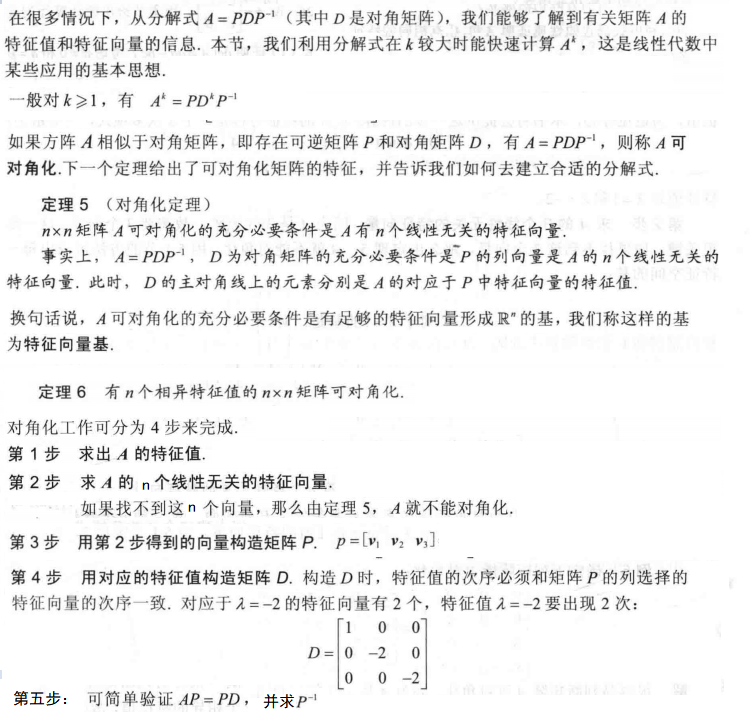 在很多情况下，从分解式 A = PDP⁻¹（其中 D 是对角矩阵），我们能够了解到有关矩阵 A 的
特征值和特征向量的信息. 本节，我们利用分解式在 k 较大时能快速计算 Aᵏ，这是线性代数中
某些应用的基本思想.
一般对 k⩾1，有 Aᵏ = PDᵏP⁻¹
如果方阵 A 相似于对角矩阵，即存在可逆矩阵 P 和对角矩阵 D，有 A = PDP⁻¹，则称 A 可
对角化.下一个定理给出了可对角化矩阵的特征，并告诉我们如何去建立合适的分解式.
定理 5 （对角化定理）
n×n 矩阵 A 可对角化的充分必要条件是 A 有 n 个线性无关的特征向量.
事实上，A = PDP⁻¹，D 为对角矩阵的充分必要条件是 P 的列向量是 A 的 n 个线性无关的
特征向量. 此时，D 的主对角线上的元素分别是 A 的对应于 P 中特征向量的特征值.
换句话说，A 可对角化的充分必要条件是有足够的特征向量形成 ℝⁿ 的基，我们称这样的基
为特征向量基.
定理 6 有 n 个相异特征值的 n×n 矩阵可对角化.
对角化工作可分为 4 步来完成.
第 1 步 求出 A 的特征值.
第 2 步 求 A 的 n个线性无关的特征向量.
如果找不到这 n 个向量，那么由定理 5，A 就不能对角化.
第 3 步 用第 2 步得到的向量构造矩阵 P. p = [v₁ v₂ v₃]
第 4 步 用对应的特征值构造矩阵 D. 构造 D 时，特征值的次序必须和矩阵 P 的列选择的
特征向量的次序一致. 对应于 λ = −2 的特征向量有 2 个，特征值 λ = −2 要出现 2 次：
1 0 0
D = 0 −2 0
0 0 −2
第五步： 可简单验证 AP = PD， 并求P⁻¹